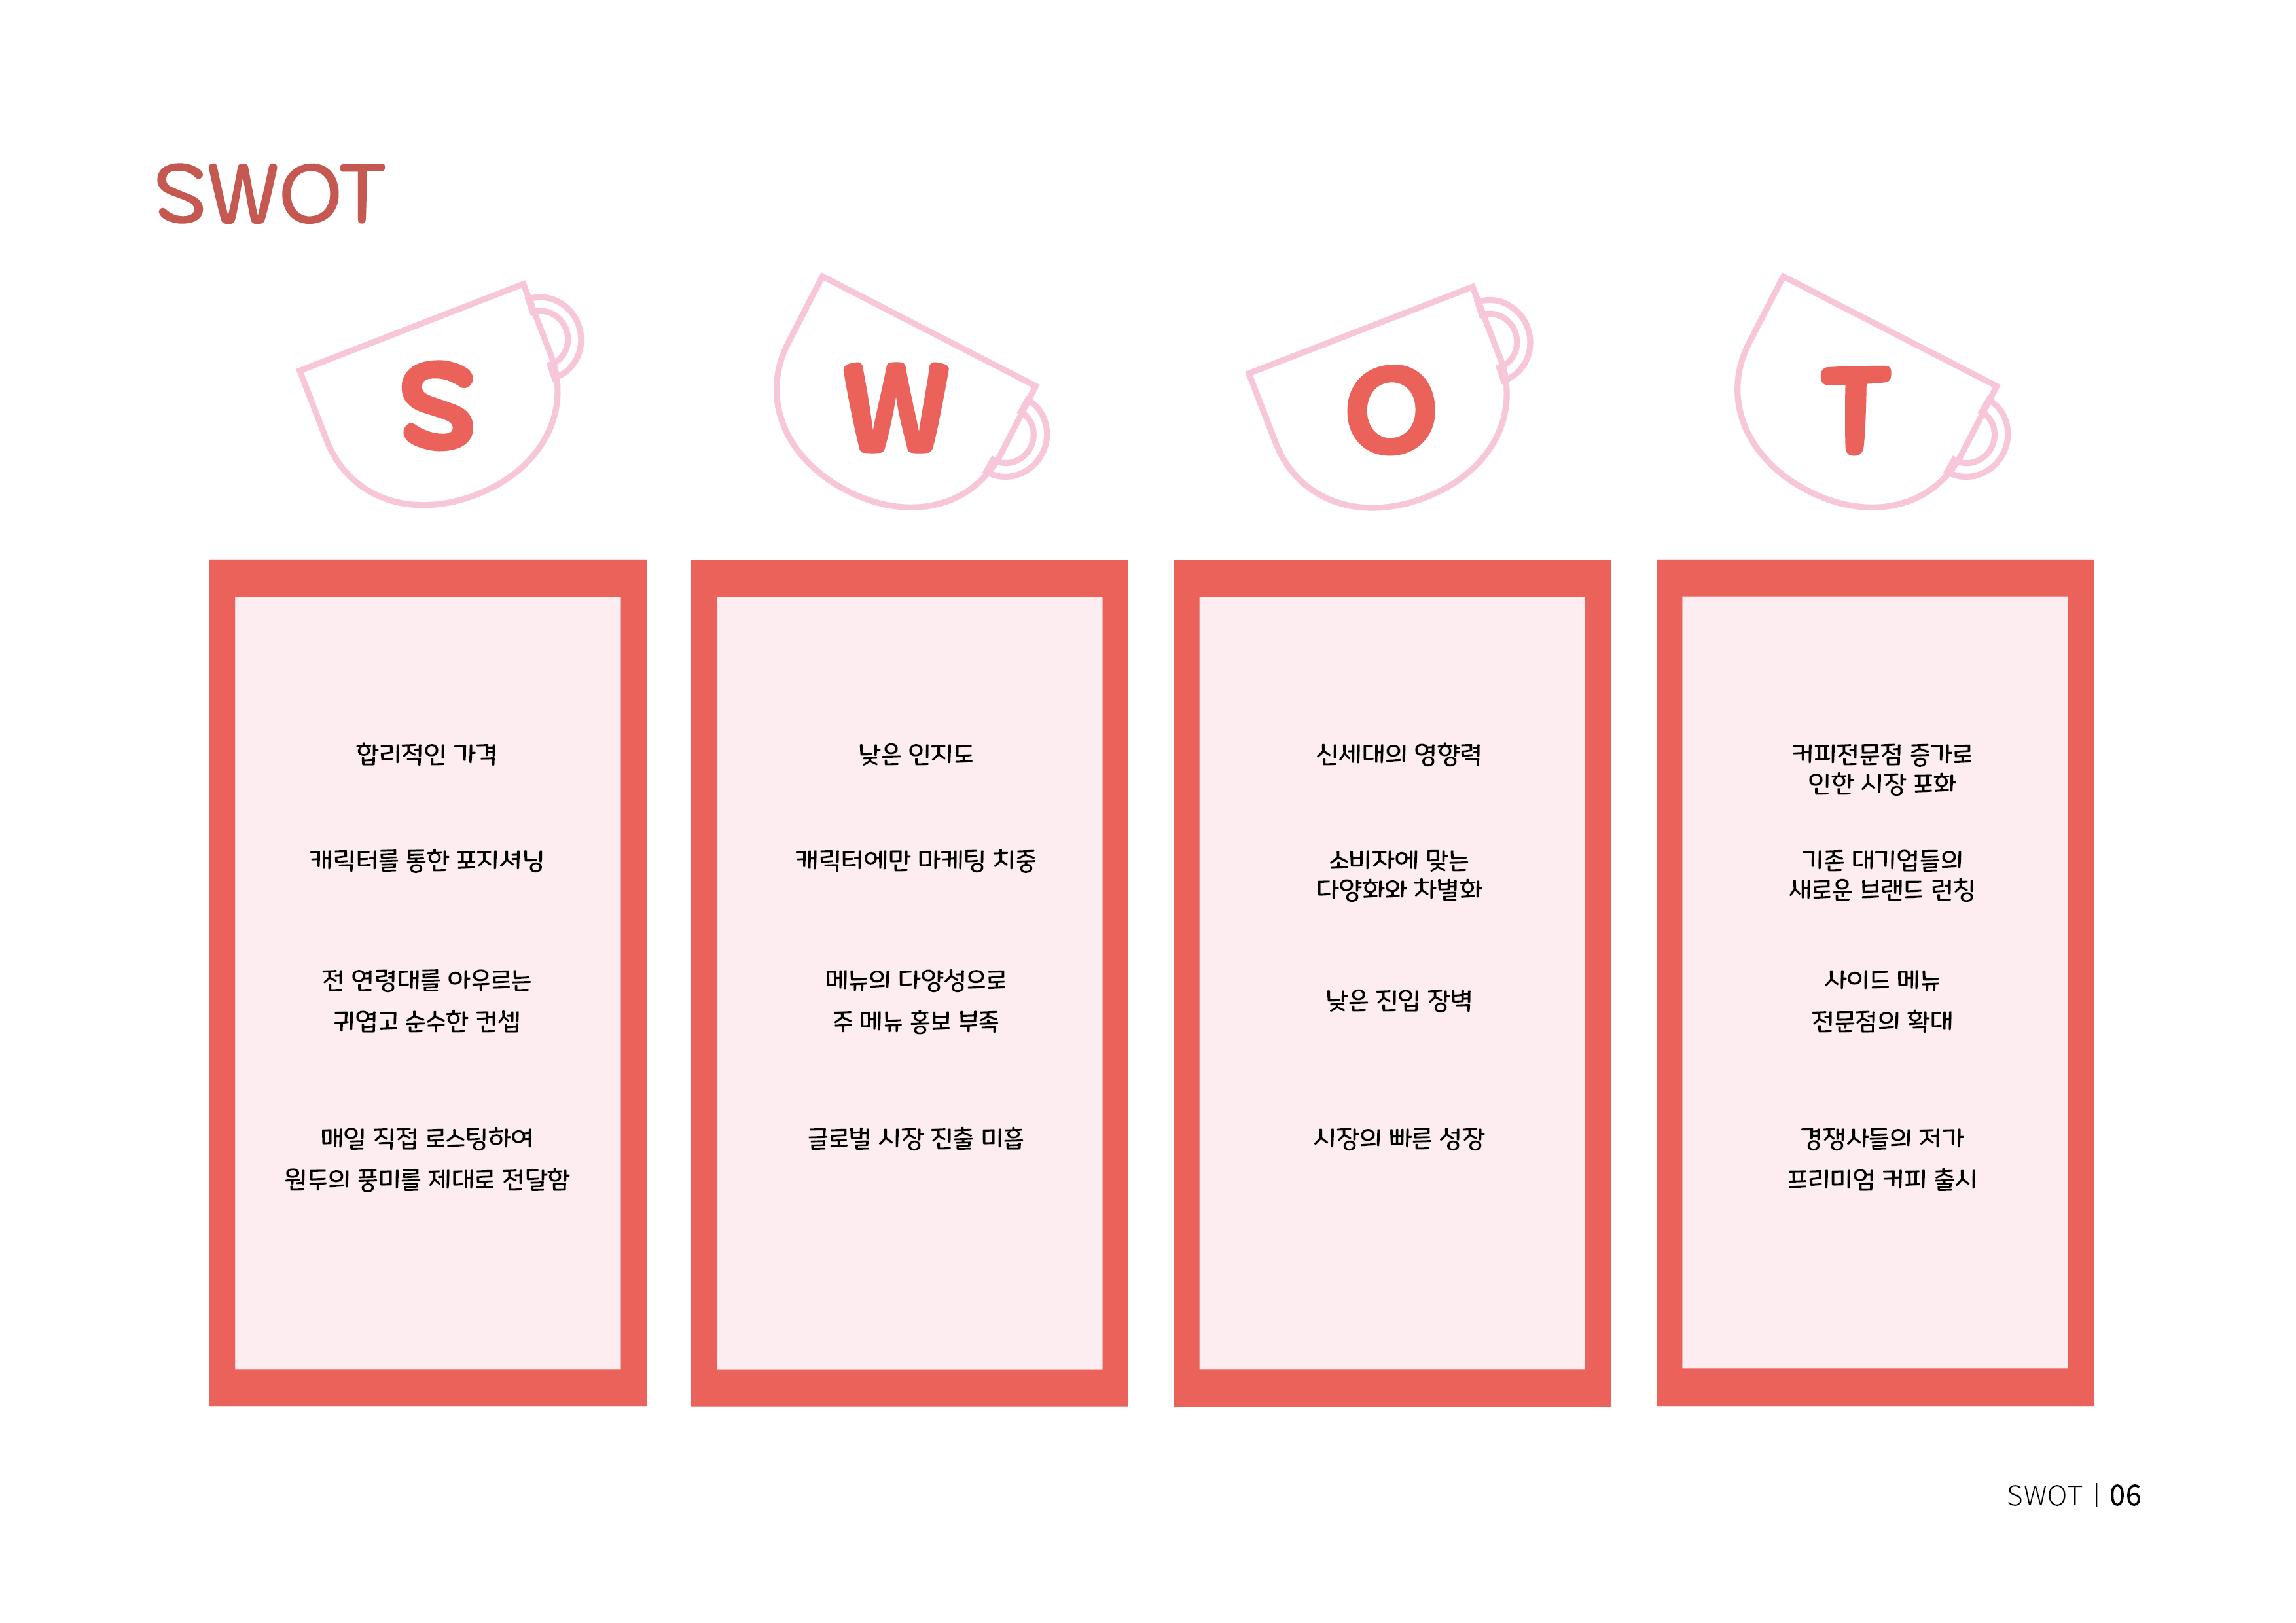 SWOT
S
W
O
T
합리적인 가격
캐릭터를 통한 포지셔닝
전 연령대를 아우르는
귀엽고 순수한 컨셉
매일 직접 로스팅하여
원두의 풍미를 제대로 전달함
낮은 인지도
캐릭터에만 마케팅 치중
메뉴의 다양성으로
주 메뉴 홍보 부족
글로벌 시장 진출 미흡
신세대의 영향력
소비자에 맞는
다양화와 차별화
낮은 진입 장벽
시장의 빠른 성장
커피전문점 증가로
인한 시장 포화
기존 대기업들의
새로운 브랜드 런칭
사이드 메뉴
전문점의 확대
경쟁사들의 저가
프리미엄 커피 출시
SWOT | 06